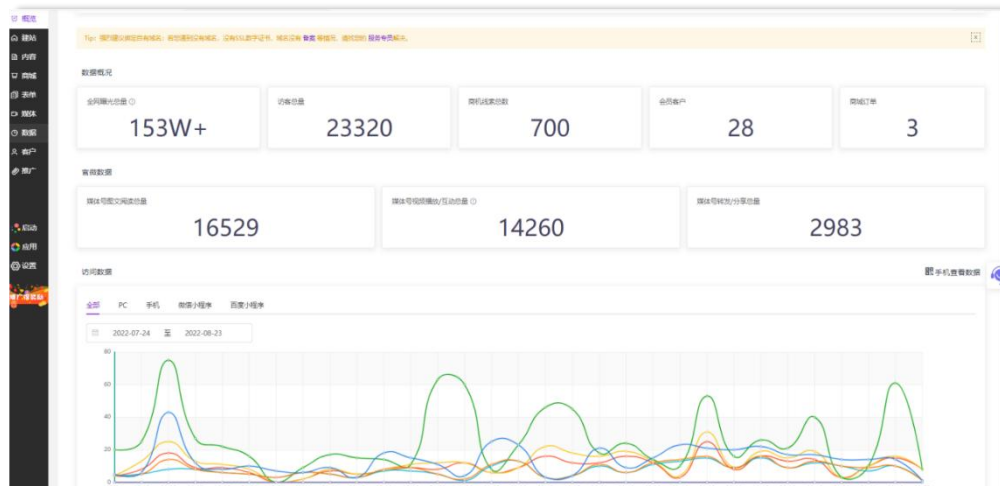 概览
建站
内容
商城
表单
媒体
数据
客户
推广
启动
应用
设置
数据概况
全网曝光总量
153W+
访客总量
23320
商机线索总数
700
会员客户
28
商城订单
3
媒体号图文阅读总量
16529
媒体号视频播放/互动总量
14260
媒体号转发/分享总量
2983
访问数据
手机查看数据
全部 PC 手机 微信小程序 百度小程序
2022-07-24 至 2022-08-23
80
60
40
20
0